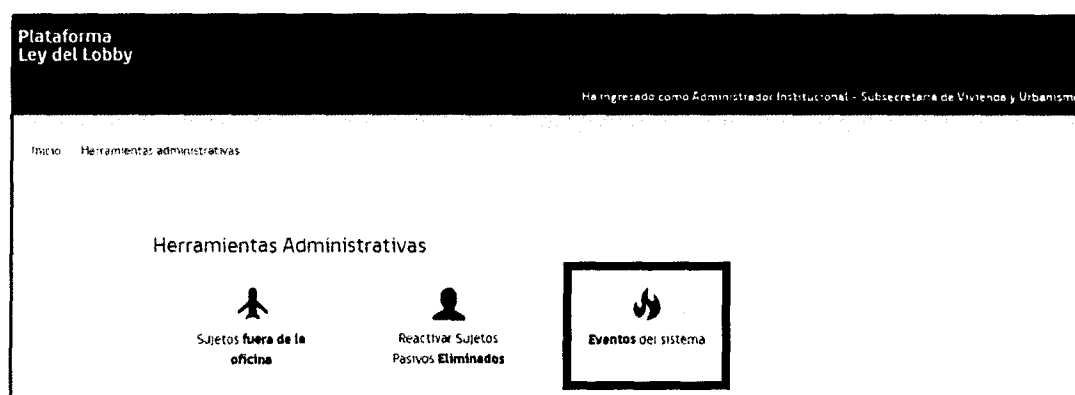 Plataforma
Ley del Lobby
Ha ingresado como Administrador Institucional - Subsecretaría de Vivienda y Urbanismo
Inicio Herramientas administrativas
Herramientas Administrativas
Sujetos fuera de la
oficina
Reactivar Sujetos
Pasivos Eliminados
Eventos del sistema